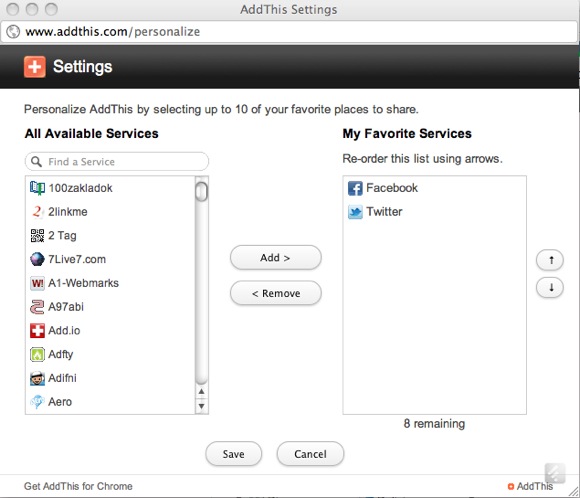 AddThis Settings
www.addthis.com/personalize
Settings
Personalize AddThis by selecting up to 10 of your favorite places to share.
All Available Services
My Favorite Services
Find a Service
Re-order this list using arrows.
100zakladok
2linkme
2 Tag
7Live7.com
A1-Webmarks
A97abi
Add.io
Adfty
Adifni
Aero
Add >
< Remove
Facebook
Twitter
↑
↓
8 remaining
Save
Cancel
Get AddThis for Chrome
AddThis